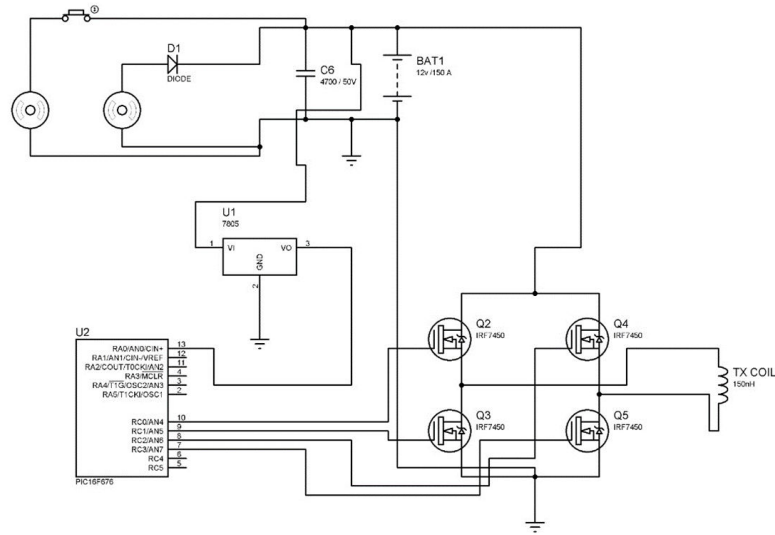 D1
DIODE
C6
4700 / 50V
BAT1
12v /150 A
U1
7805
1
VI
VO
3
GND
2
U2
RA0/AN0/CIN+
13
RA1/AN1/CIN-/VREF
12
RA2/COUT/T0CKI/AN2
11
RA3/MCLR
4
RA4/T1G/OSC2/AN3
3
RA5/T1CKI/OSC1
2
RC0/AN4
10
RC1/AN5
9
RC2/AN6
8
RC3/AN7
7
RC4
6
RC5
5
PIC16F676
Q2
IRF7450
Q4
IRF7450
Q3
IRF7450
Q5
IRF7450
TX COIL
150nH